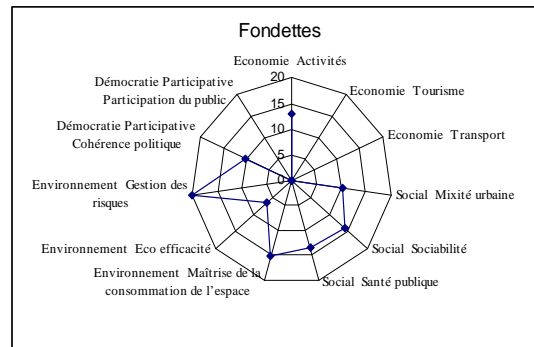 Fondettes
Economie Activités
Démocratie Participative
Participation du public
Economie Tourisme
Démocratie Participative
Cohérence politique
Economie Transport
Environnement Gestion des
risques
Social Mixité urbaine
Environnement Eco efficacité
Social Sociabilité
Environnement Maîtrise de la
consommation de l'espace
Social Santé publique
20
15
10
5
0